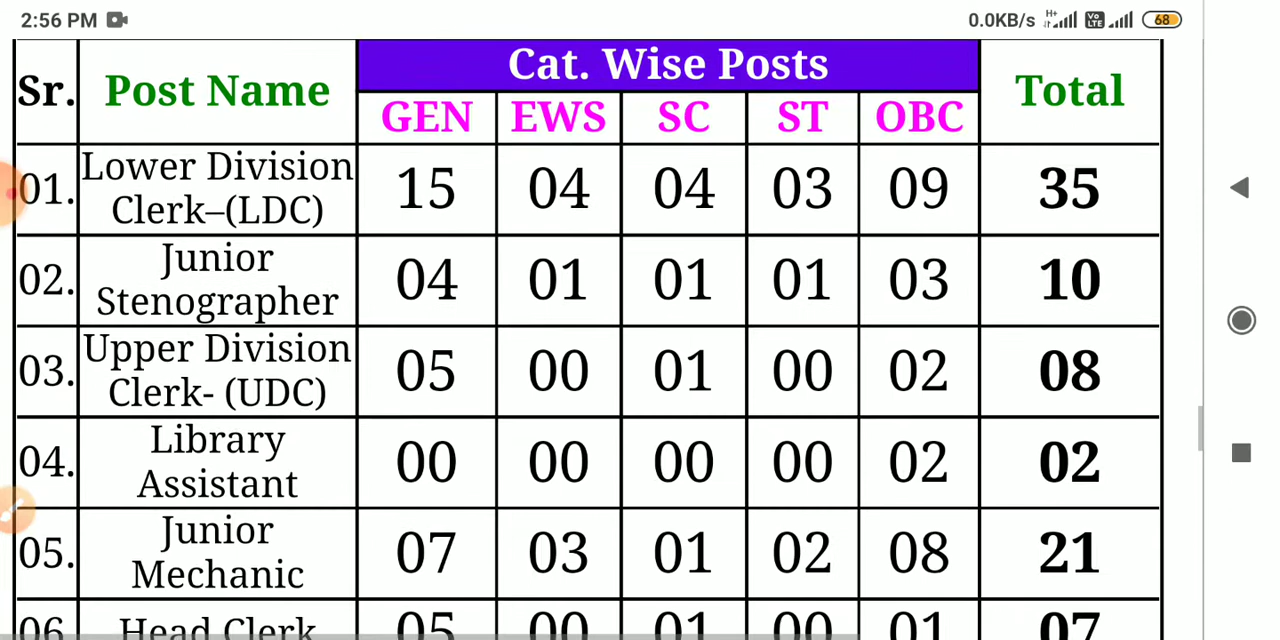 2:56 PM 0.0KB/s H+ Vo LTE 68
Cat. Wise Posts
Sr. Post Name Total
GEN EWS SC ST OBC
Lower Division
01. 15 04 04 03 09 35
Clerk–(LDC)
Junior
02. 04 01 01 01 03 10
Stenographer
Upper Division
03. 05 00 01 00 02 08
Clerk- (UDC)
Library
04. 00 00 00 00 02 02
Assistant
Junior
05. 07 03 01 02 08 21
Mechanic
06 Head Clerk 05 00 01 00 01 07